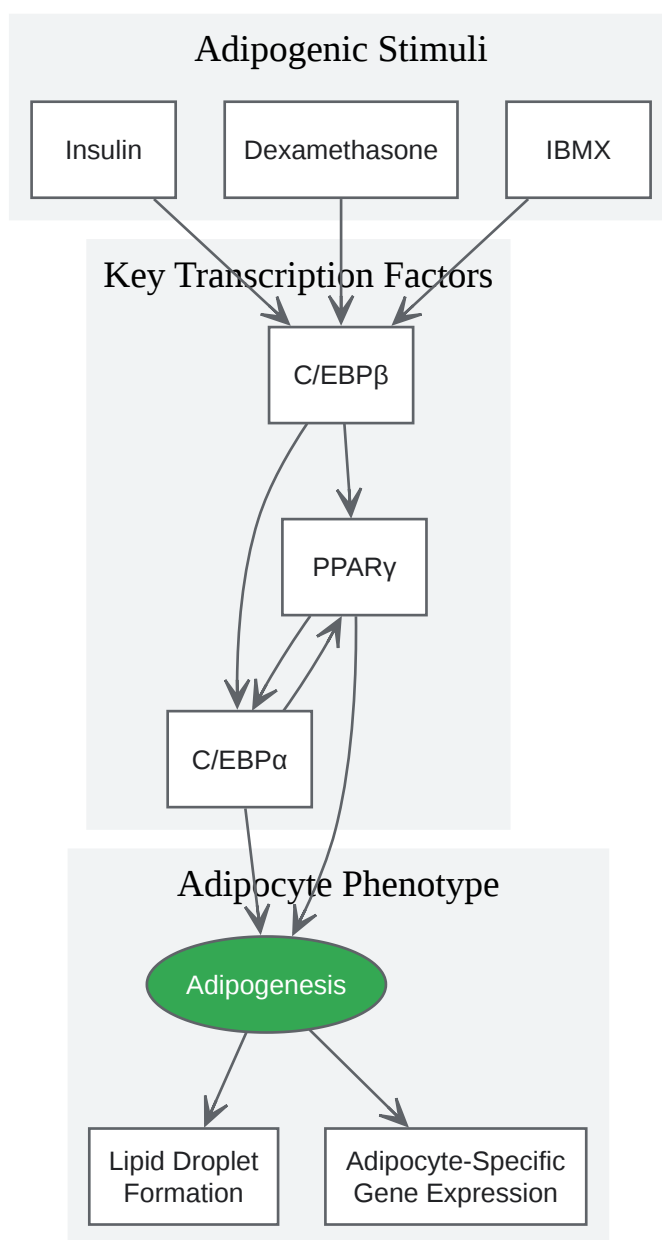 Adipogenic Stimuli
Insulin
Dexamethasone
IBMX
Key Transcription Factors
C/EBPβ
PPARγ
C/EBPα
Adipocyte Phenotype
Adipogenesis
Lipid Droplet
Formation
Adipocyte-Specific
Gene Expression